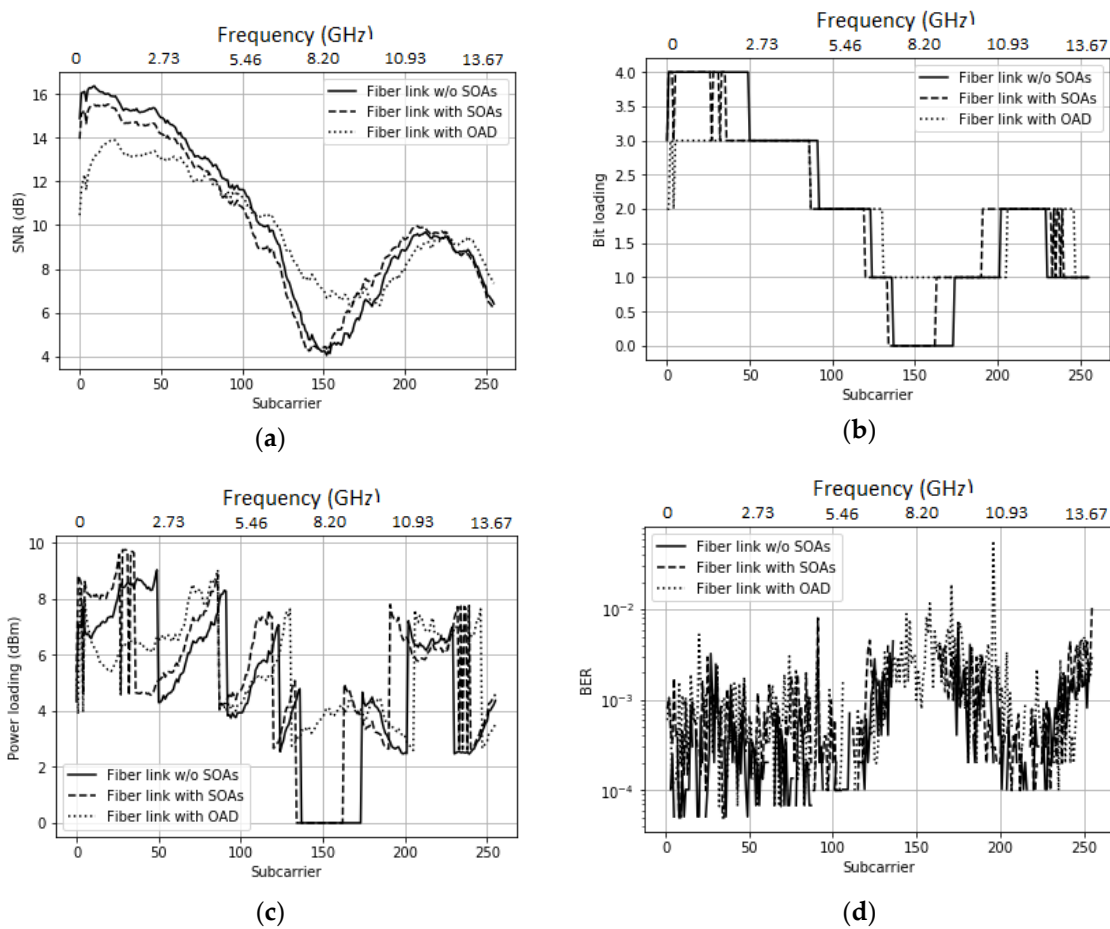 Frequency (GHz)
0 2.73 5.46 8.20 10.93 13.67
16
14
12
10
8
6
4
SNR (dB)
Fiber link w/o SOAs
Fiber link with SOAs
Fiber link with OAD
0 50 100 150 200 250
Subcarrier
(a)
Frequency (GHz)
0 2.73 5.46 8.20 10.93 13.67
4.0
3.5
3.0
2.5
2.0
1.5
1.0
0.5
0.0
Bit loading
Fiber link w/o SOAs
Fiber link with SOAs
Fiber link with OAD
0 50 100 150 200 250
Subcarrier
(b)
Frequency (GHz)
0 2.73 5.46 8.20 10.93 13.67
10
8
6
4
2
0
Power loading (dBm)
Fiber link w/o SOAs
Fiber link with SOAs
Fiber link with OAD
0 50 100 150 200 250
Subcarrier
(c)
Frequency (GHz)
0 2.73 5.46 8.20 10.93 13.67
10⁻²
10⁻³
10⁻⁴
BER
Fiber link w/o SOAs
Fiber link with SOAs
Fiber link with OAD
0 50 100 150 200 250
Subcarrier
(d)